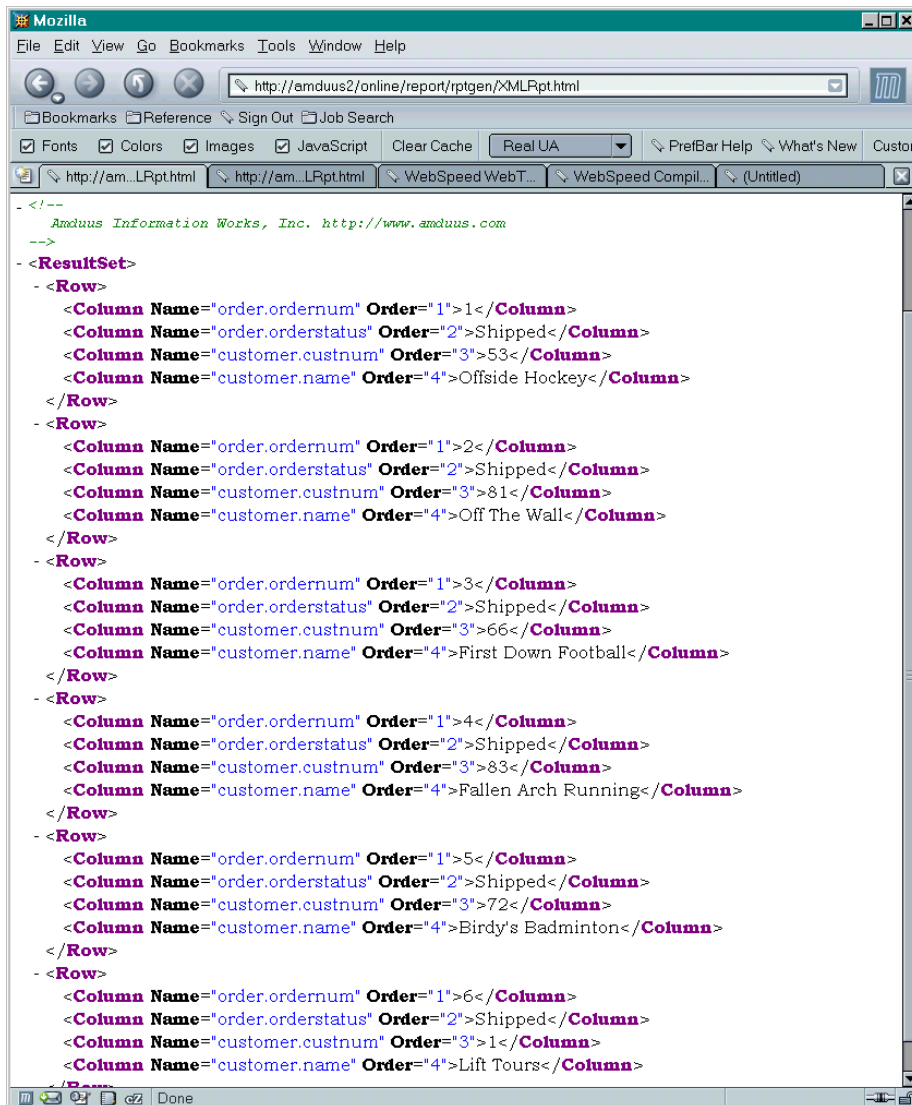 Mozilla
File Edit View Go Bookmarks Tools Window Help
http://amduus2/online/report/rptgen/XMLRpt.html
Bookmarks Reference Sign Out Job Search
Fonts Colors Images JavaScript Clear Cache Real UA PrefBar Help What's New Custo
http://am...LRpt.html http://am...LRpt.html WebSpeed WebT... WebSpeed Compil... (Untitled)
- <!--
Amduus Information Works, Inc. http://www.amduus.com
-->
- <ResultSet>
- <Row>
<Column Name="order.ordernum" Order="1">1</Column>
<Column Name="order.orderstatus" Order="2">Shipped</Column>
<Column Name="customer.custnum" Order="3">53</Column>
<Column Name="customer.name" Order="4">Offside Hockey</Column>
</Row>
- <Row>
<Column Name="order.ordernum" Order="1">2</Column>
<Column Name="order.orderstatus" Order="2">Shipped</Column>
<Column Name="customer.custnum" Order="3">81</Column>
<Column Name="customer.name" Order="4">Off The Wall</Column>
</Row>
- <Row>
<Column Name="order.ordernum" Order="1">3</Column>
<Column Name="order.orderstatus" Order="2">Shipped</Column>
<Column Name="customer.custnum" Order="3">66</Column>
<Column Name="customer.name" Order="4">First Down Football</Column>
</Row>
- <Row>
<Column Name="order.ordernum" Order="1">4</Column>
<Column Name="order.orderstatus" Order="2">Shipped</Column>
<Column Name="customer.custnum" Order="3">83</Column>
<Column Name="customer.name" Order="4">Fallen Arch Running</Column>
</Row>
- <Row>
<Column Name="order.ordernum" Order="1">5</Column>
<Column Name="order.orderstatus" Order="2">Shipped</Column>
<Column Name="customer.custnum" Order="3">72</Column>
<Column Name="customer.name" Order="4">Birdy's Badminton</Column>
</Row>
- <Row>
<Column Name="order.ordernum" Order="1">6</Column>
<Column Name="order.orderstatus" Order="2">Shipped</Column>
<Column Name="customer.custnum" Order="3">1</Column>
<Column Name="customer.name" Order="4">Lift Tours</Column>
</Row>
Done